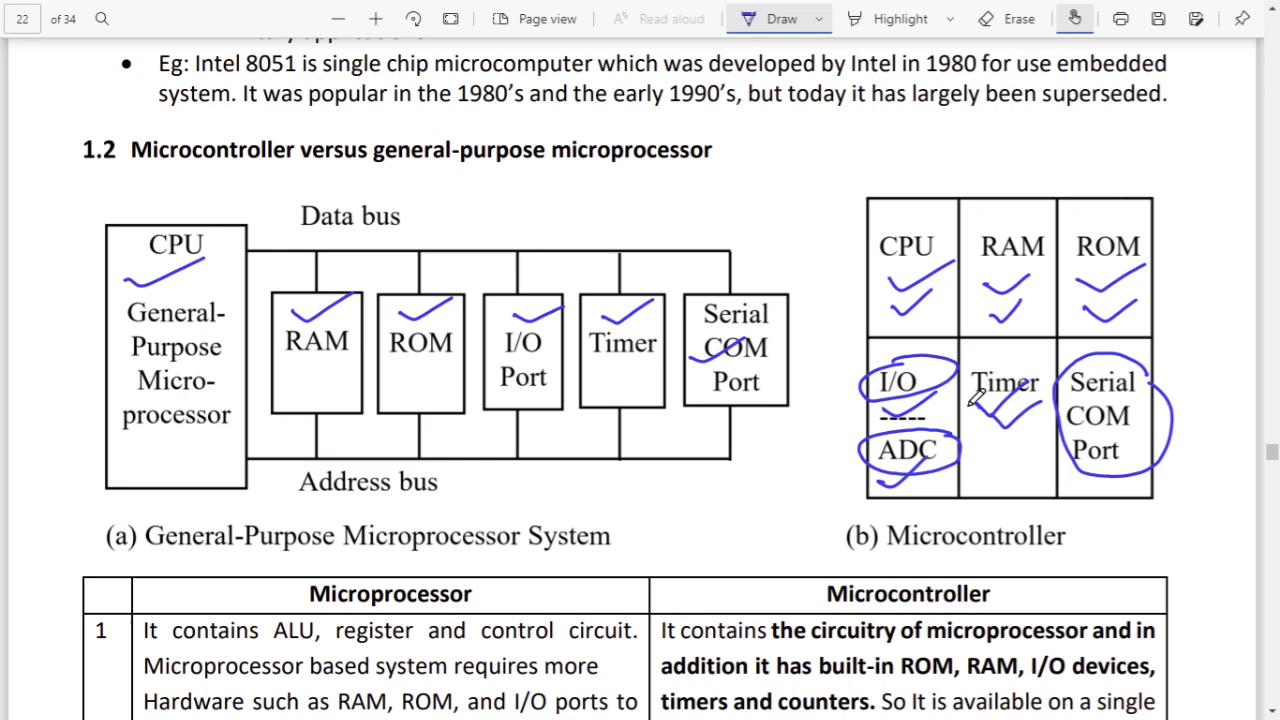 22 of 34 Page view Read aloud Draw Highlight Erase
• Eg: Intel 8051 is single chip microcomputer which was developed by Intel in 1980 for use embedded
system. It was popular in the 1980's and the early 1990's, but today it has largely been superseded.
1.2 Microcontroller versus general-purpose microprocessor
Data bus
CPU
General-
Purpose
Micro-
processor
RAM
ROM
I/O
Port
Timer
Serial
COM
Port
Address bus
(a) General-Purpose Microprocessor System
CPU RAM ROM
I/O
-----
ADC
Timer
Serial
COM
Port
(b) Microcontroller
Microprocessor Microcontroller
1 It contains ALU, register and control circuit.
Microprocessor based system requires more
Hardware such as RAM, ROM, and I/O ports to
It contains the circuitry of microprocessor and in
addition it has built-in ROM, RAM, I/O devices,
timers and counters. So It is available on a single